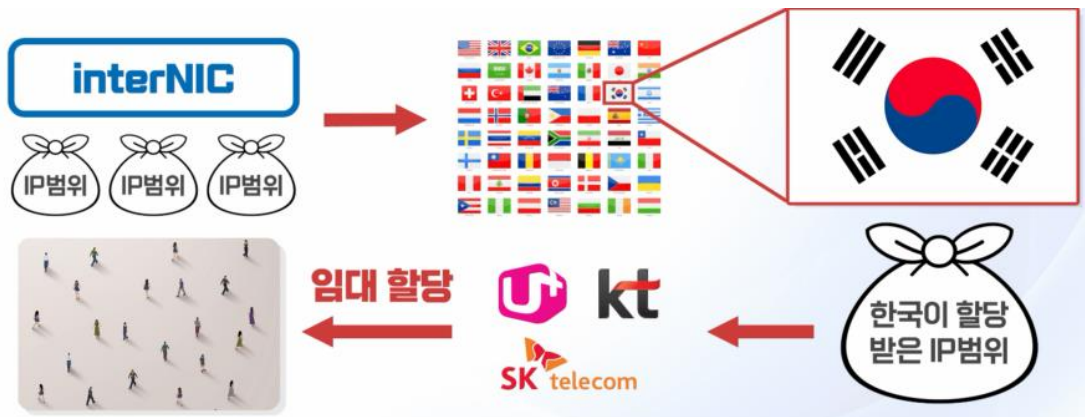 interNIC
IP범위
IP범위
IP범위
임대 할당
U+
kt
SK telecom
한국이 할당
받은 IP범위